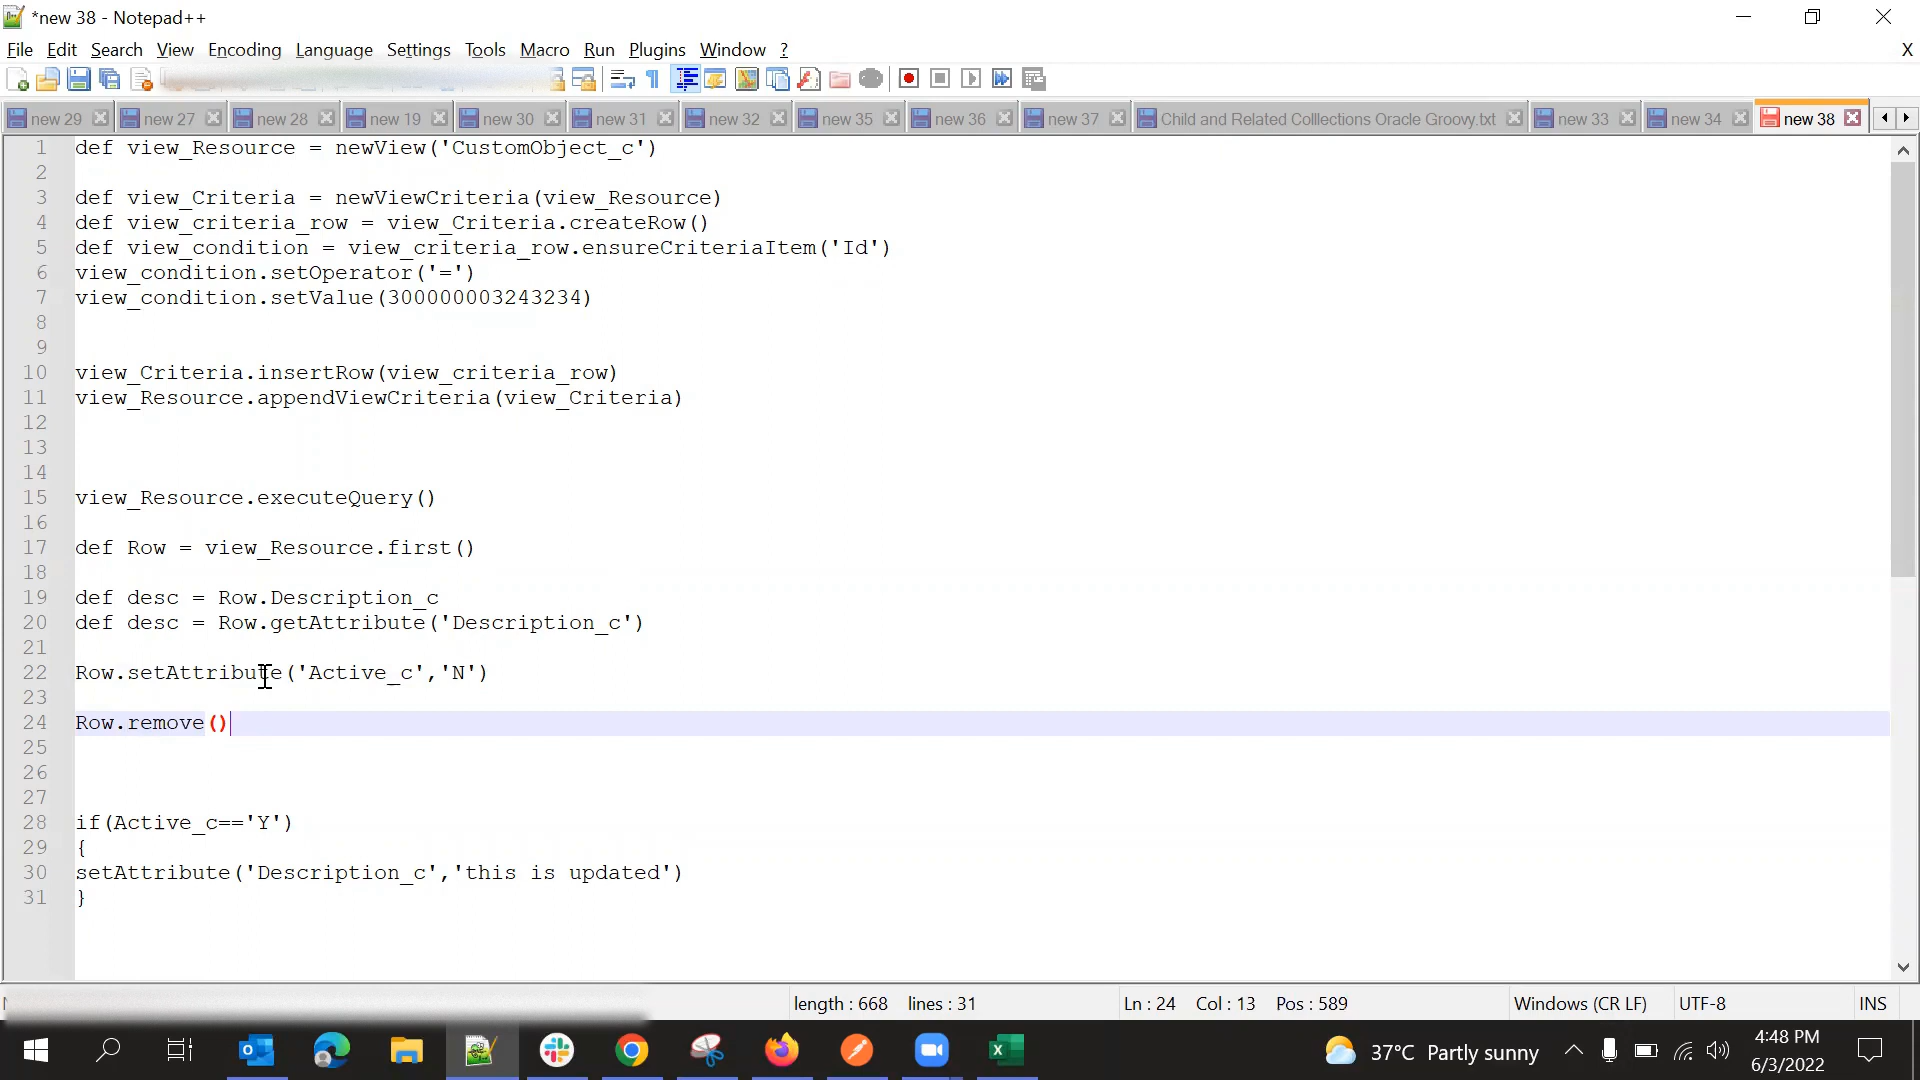 *new 38 - Notepad++
File Edit Search View Encoding Language Settings Tools Macro Run Plugins Window ? X
new 29 new 27 new 28 new 19 new 30 new 31 new 32 new 35 new 36 new 37 Child and Related Colllections Oracle Groovy.txt new 33 new 34 new 38
1 def view_Resource = newView('CustomObject_c')
2
3 def view_Criteria = newViewCriteria(view_Resource)
4 def view_criteria_row = view_Criteria.createRow()
5 def view_condition = view_criteria_row.ensureCriteriaItem('Id')
6 view_condition.setOperator('=')
7 view_condition.setValue(300000003243234)
8
9
10 view_Criteria.insertRow(view_criteria_row)
11 view_Resource.appendViewCriteria(view_Criteria)
12
13
14
15 view_Resource.executeQuery()
16
17 def Row = view_Resource.first()
18
19 def desc = Row.Description_c
20 def desc = Row.getAttribute('Description_c')
21
22 Row.setAttribute('Active_c','N')
23
24 Row.remove()
25
26
27
28 if(Active_c=='Y')
29 {
30 setAttribute('Description_c','this is updated')
31 }
length : 668 lines : 31 Ln : 24 Col : 13 Pos : 589 Windows (CR LF) UTF-8 INS
37°C Partly sunny 4:48 PM
6/3/2022